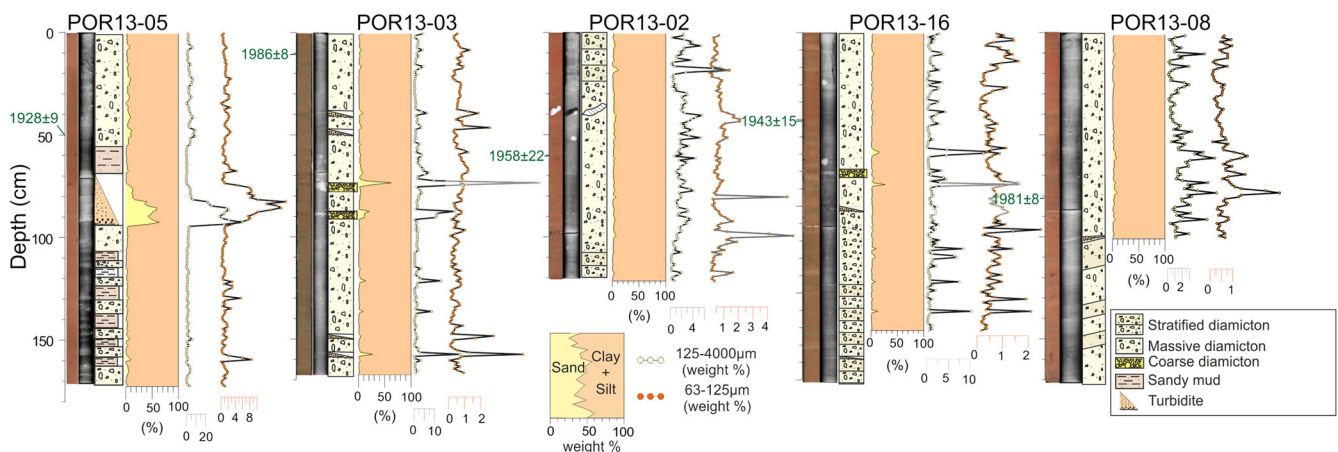 POR13-05
POR13-03
POR13-02
POR13-16
POR13-08
Depth (cm)
0
50
100
150
1928±9
1986±8
1958±22
1943±15
1981±8
0 50 100
(%)
0 20
0 4 8
0 50 100
(%)
0 10
0 1 2
0 50 100
(%)
0 4
1 2 3 4
0 50 100
(%)
0 5 10
0 1 2
0 50 100
(%)
0 2
0 1
Sand
Clay
+
Silt
0 50 100
weight %
125-4000µm
(weight %)
63-125µm
(weight %)
Stratified diamicton
Massive diamicton
Coarse diamicton
Sandy mud
Turbidite